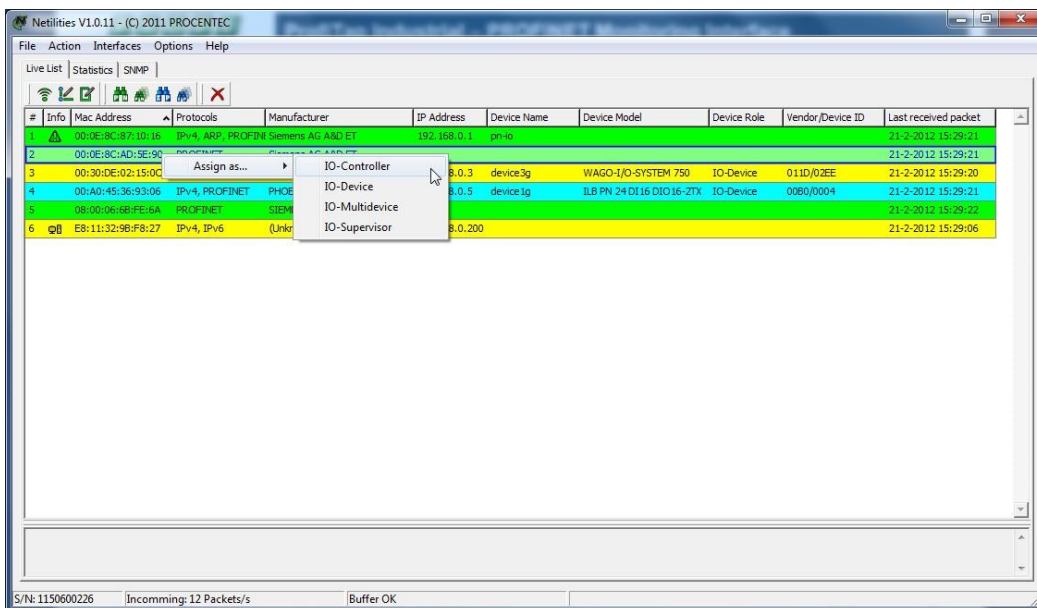 Netilities V1.0.11 - (C) 2011 PROCENTEC
File Action Interfaces Options Help
Live List Statistics SNMP
# Info Mac Address Protocols Manufacturer IP Address Device Name Device Model Device Role Vendor/Device ID Last received packet
1 00:0E:8C:87:10:16 IPv4, ARP, PROFINE Siemens AG A&D ET 192.168.0.1 pn-io 21-2-2012 15:29:21
2 00:0E:8C:AD:5E:90 PROFINET Siemens AG A&D ET 21-2-2012 15:29:21
Assign as... IO-Controller
3 00:30:DE:02:15:0C 8.0.3 device3g WAGO-I/O-SYSTEM 750 IO-Device 011D/02EE 21-2-2012 15:29:20
IO-Device
4 00:A0:45:36:93:06 IPv4, PROFINET PHOE 8.0.5 device1g ILB PN 24 DI16 DIO16-2TX IO-Device 00B0/0004 21-2-2012 15:29:21
IO-Multidevice
5 08:00:06:6B:FE:6A PROFINET SIEM 21-2-2012 15:29:22
IO-Supervisor
6 E8:11:32:9B:F8:27 IPv4, IPv6 (Unkr 8.0.200 21-2-2012 15:29:06
S/N: 1150600226 Incomming: 12 Packets/s Buffer OK